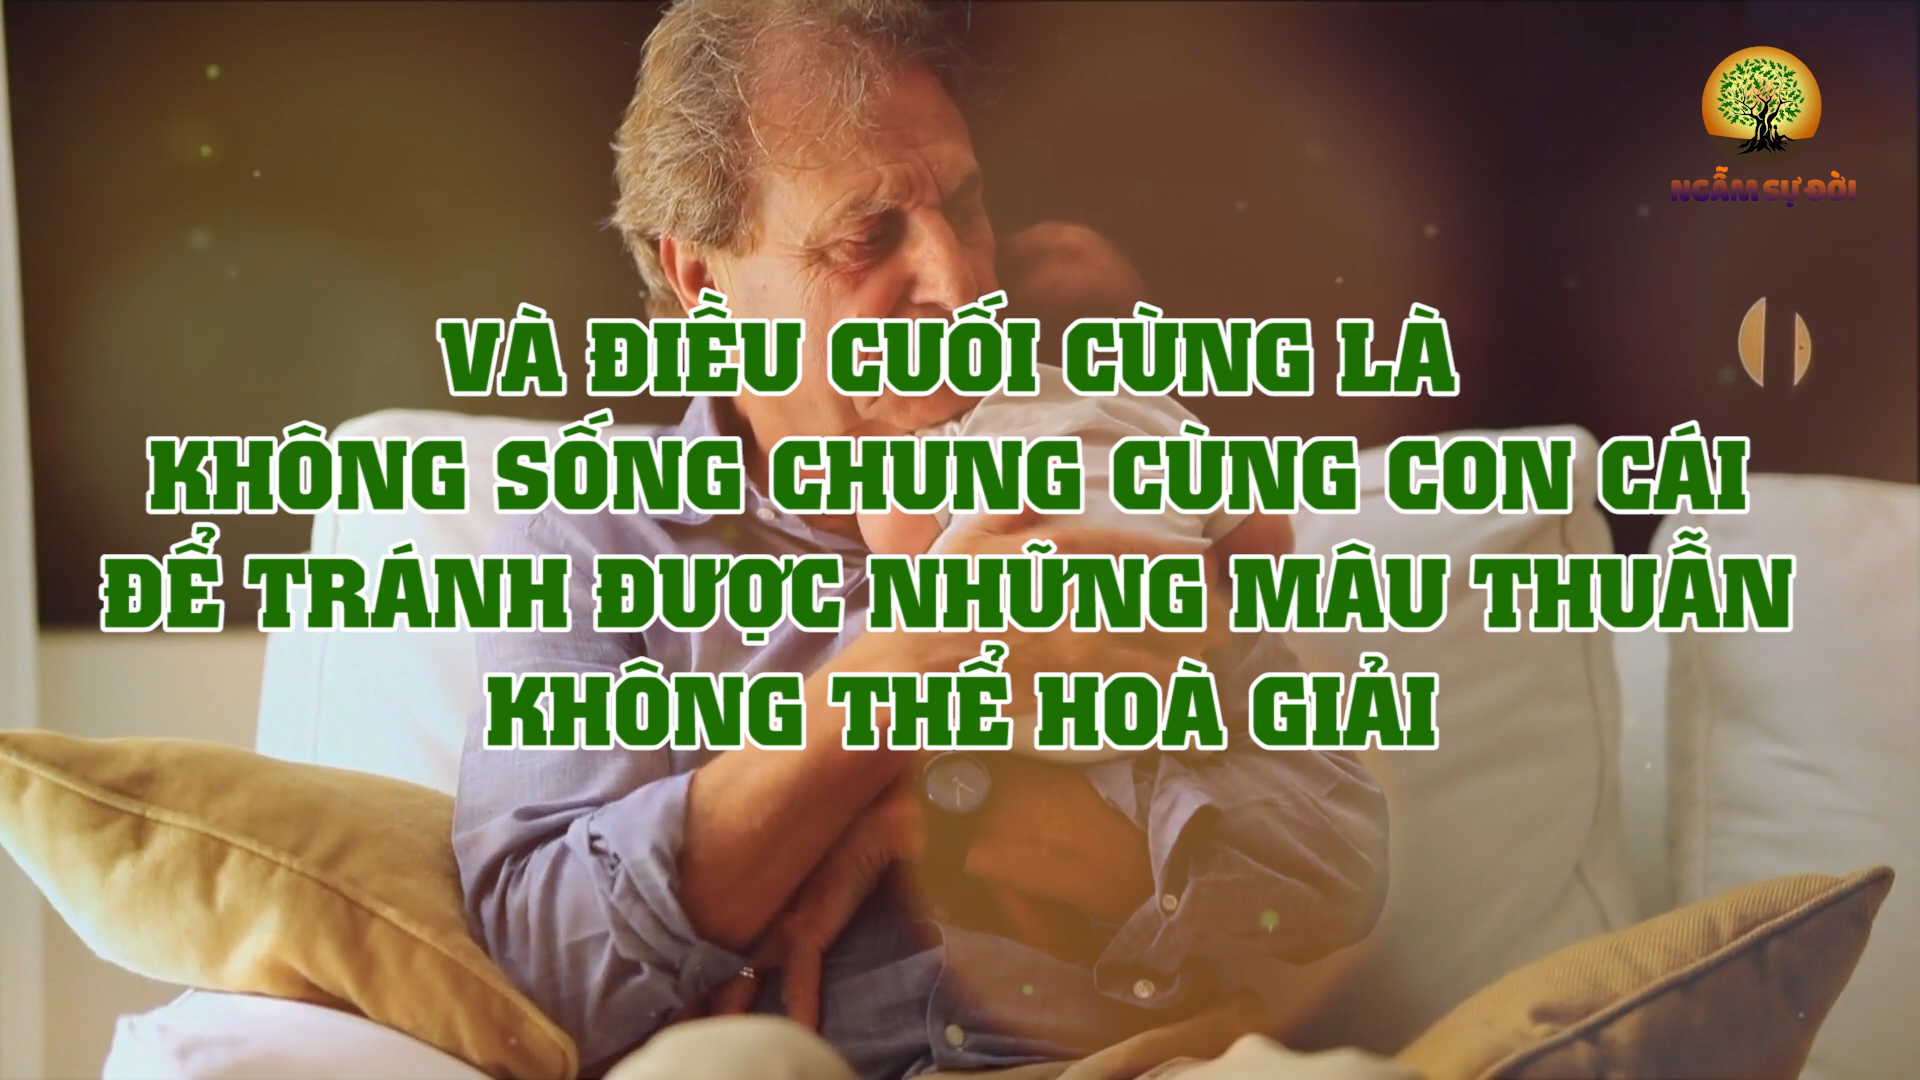 NGẪM SỰ ĐỜI
VÀ ĐIỀU CUỐI CÙNG LÀ
KHÔNG SỐNG CHUNG CÙNG CON CÁI
ĐỂ TRÁNH ĐƯỢC NHỮNG MÂU THUẪN
KHÔNG THỂ HOÀ GIẢI